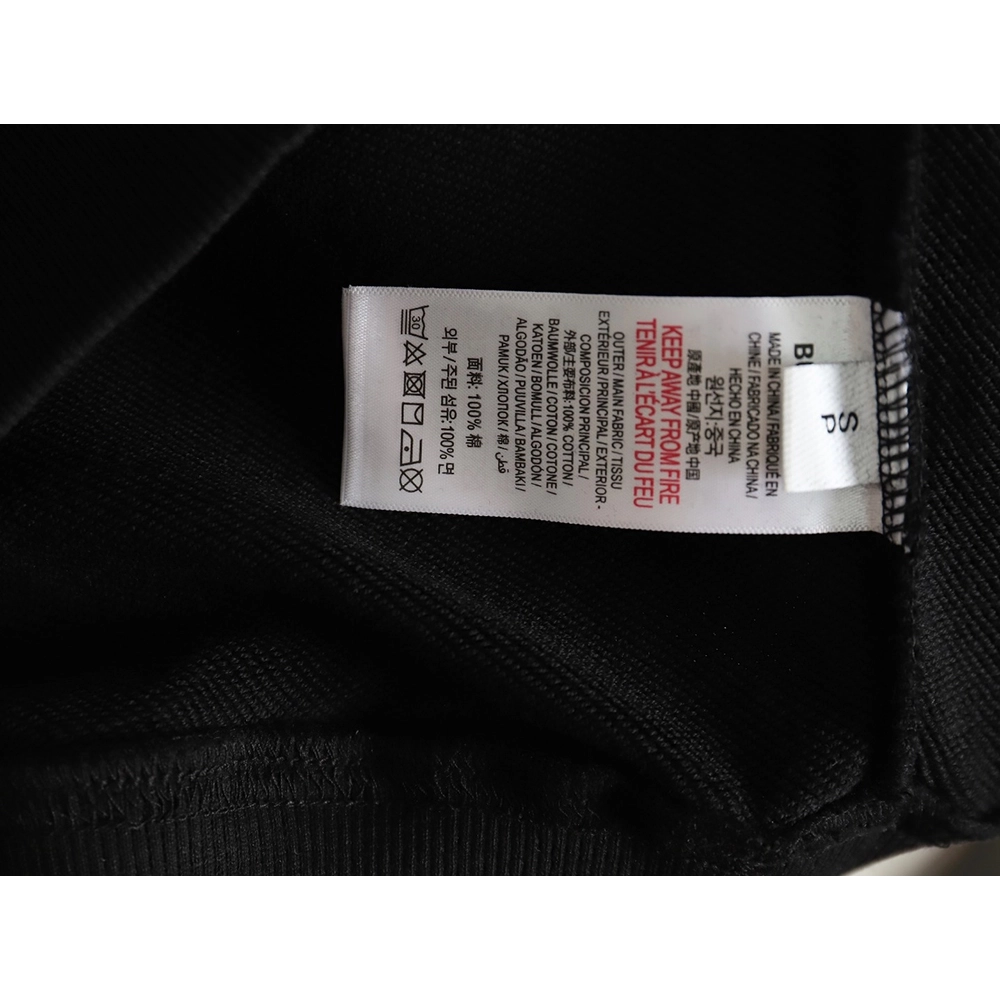 S
P
MADE IN CHINA / FABRIQUÉ EN
CHINE / FABRICADO NA CHINA /
HECHO EN CHINA
원산지:중국
原產地 中國 / 原产地 中国
KEEP AWAY FROM FIRE
TENIR À L'ÉCART DU FEU
OUTER / MAIN FABRIC / TISSU
EXTÉRIEUR / PRINCIPAL / EXTERIOR -
COMPOSICION PRINCIPAL /
外部/主要布料:100% COTTON /
BAUMWOLLE / COTON / COTONE /
KATOEN / BOMULL / ALGODÓN /
ALGODÃO / PUUVILLA / BAMBAKI /
PAMUK / ХЛОПОК / 棉 / قطن
面料: 100% 棉
외부 / 주된 섬유:100% 면
30
P